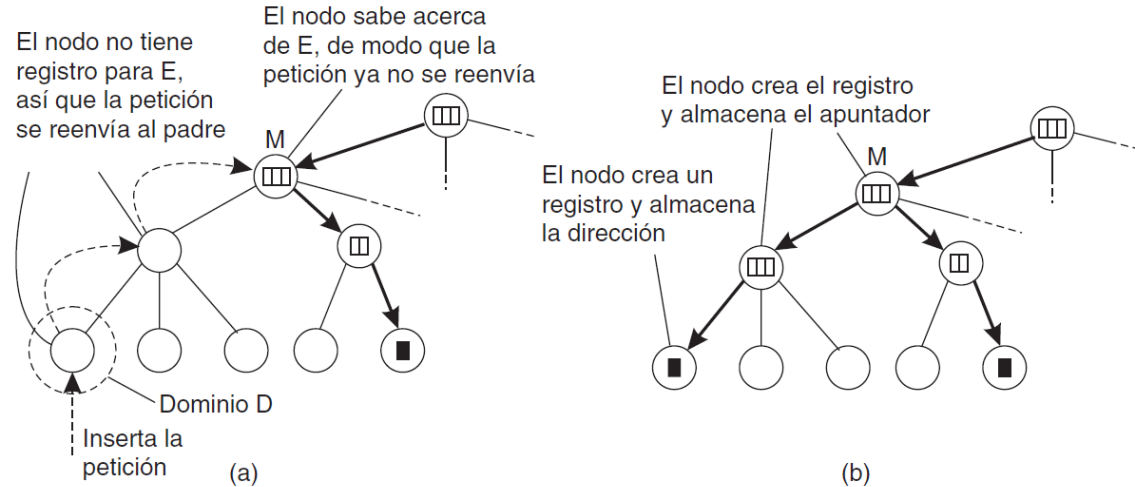 El nodo no tiene
registro para E,
así que la petición
se reenvía al padre
El nodo sabe acerca
de E, de modo que la
petición ya no se reenvía
M
Dominio D
Inserta la
petición
(a)
El nodo crea el registro
y almacena el apuntador
M
El nodo crea un
registro y almacena
la dirección
(b)